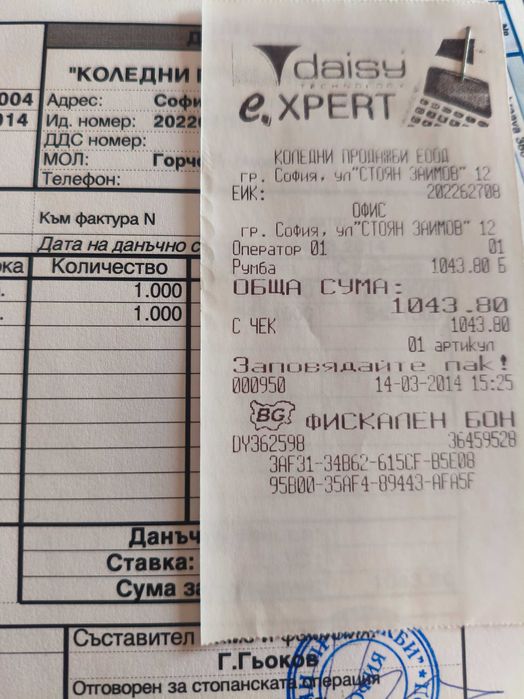 "КОЛЕДНИ
004 Адрес: Софи
014 Ид. номер: 2022
ДДС номер:
МОЛ: Горч
Телефон:
Към фактура N
Дата на данъчно с
Количество
1.000
1.000
Данъч
Ставка:
Сума за
Съставител
Г.Гьоков
Отговорен за стопанската операция
daisy
TECHNOLOGY
e.XPERT
КОЛЕДНИ ПРОДАЖБИ ЕООД
гр. София, ул"СТОЯН ЗАИМОВ" 12
ЕИК: 202262708
ОФИС
гр. София, ул"СТОЯН ЗАИМОВ" 12
Оператор 01 01
Румба 1043.80 Б
ОБЩА СУМА:
1043.80
С ЧЕК 1043.80
01 артикул
Заповядайте пак!
000950 14-03-2014 15:25
BG ФИСКАЛЕН БОН
DY362598 36459528
3AF31-34B62-615CF-B5E08
95B00-35AF4-89443-AFA5F